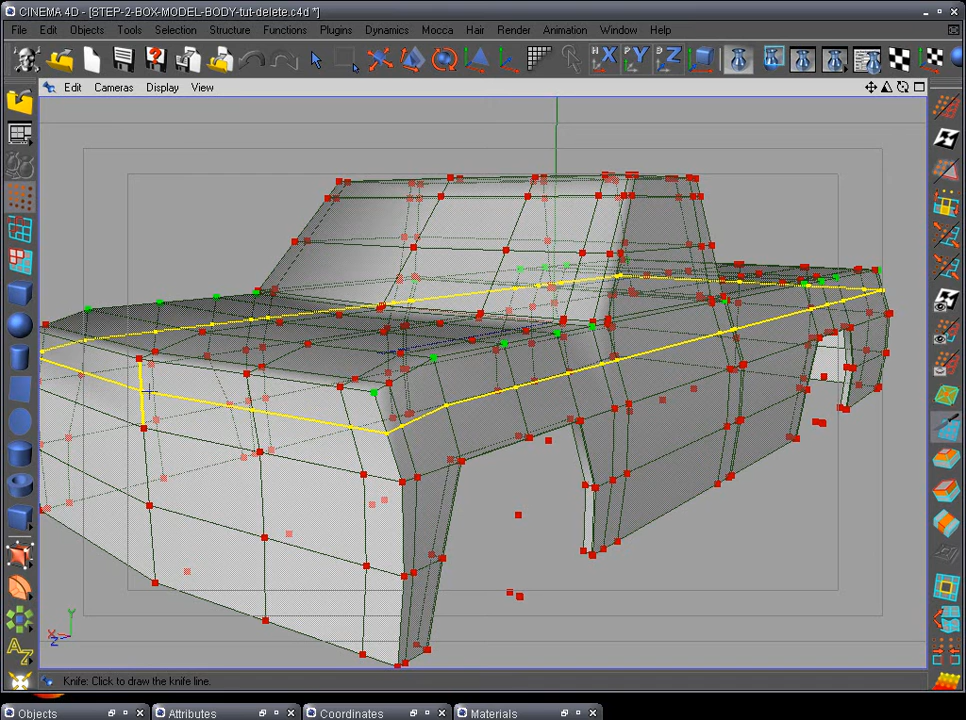 CINEMA 4D - [STEP-2-BOX-MODEL-BODY-tut-delete.c4d *]
File Edit Objects Tools Selection Structure Functions Plugins Dynamics Mocca Hair Render Animation Window Help
X Y Z
Edit Cameras Display View
Y
X
Z
Knife: Click to draw the knife line.
Objects Attributes Coordinates Materials